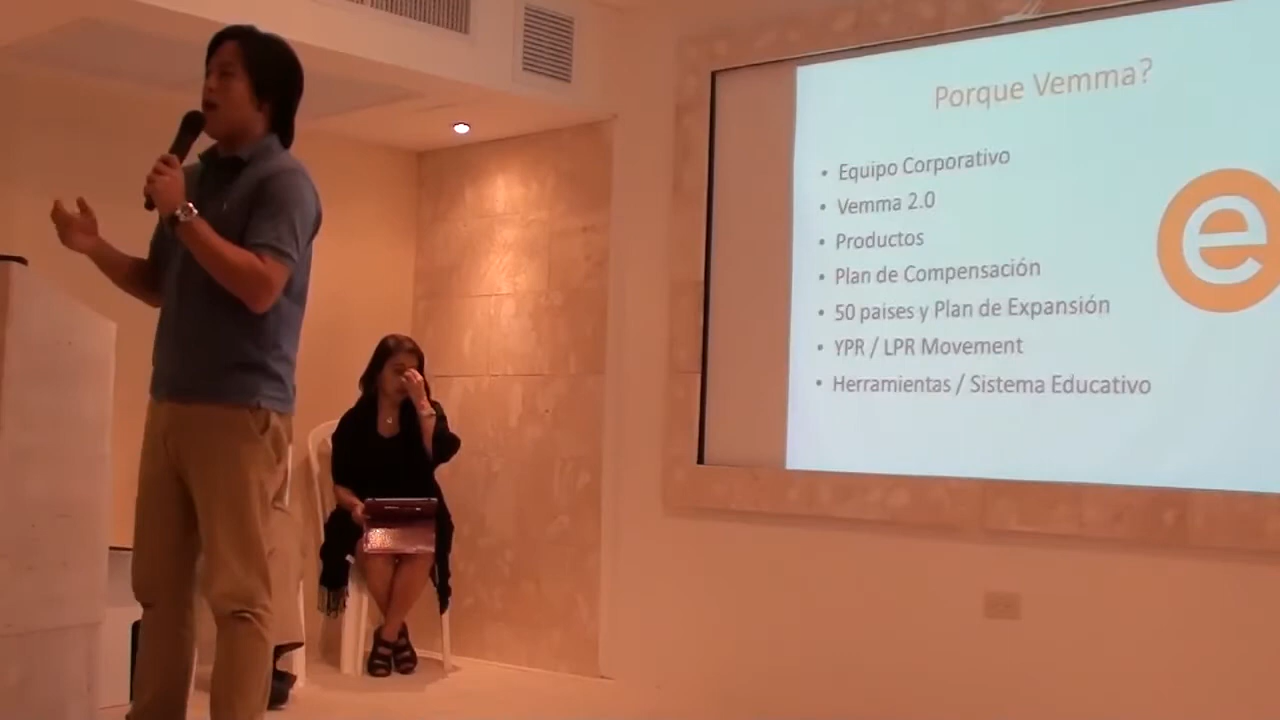 Porque Vemma?
• Equipo Corporativo
• Vemma 2.0
• Productos
• Plan de Compensación
• 50 paises y Plan de Expansión
• YPR / LPR Movement
• Herramientas / Sistema Educativo
e